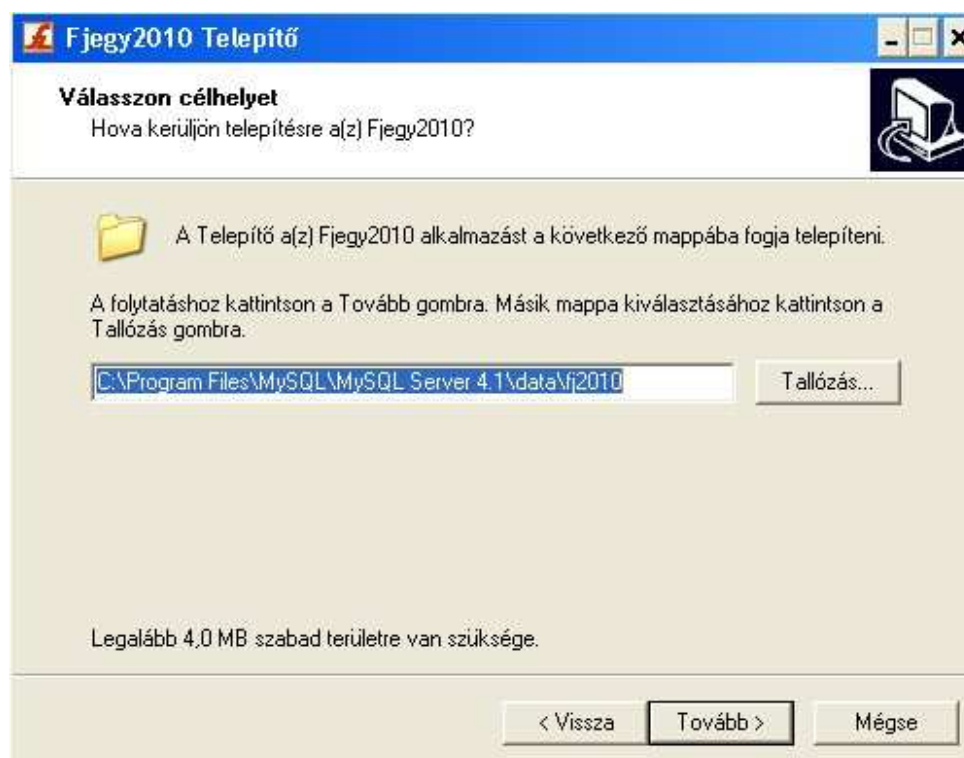 Fjegy2010 Telepítő
Válasszon célhelyet
Hova kerüljön telepítésre a(z) Fjegy2010?
A Telepítő a(z) Fjegy2010 alkalmazást a következő mappába fogja telepíteni.
A folytatáshoz kattintson a Tovább gombra. Másik mappa kiválasztásához kattintson a
Tallózás gombra.
C:\Program Files\MySQL\MySQL Server 4.1\data\fj2010
Tallózás...
Legalább 4,0 MB szabad területre van szüksége.
< Vissza
Tovább >
Mégse